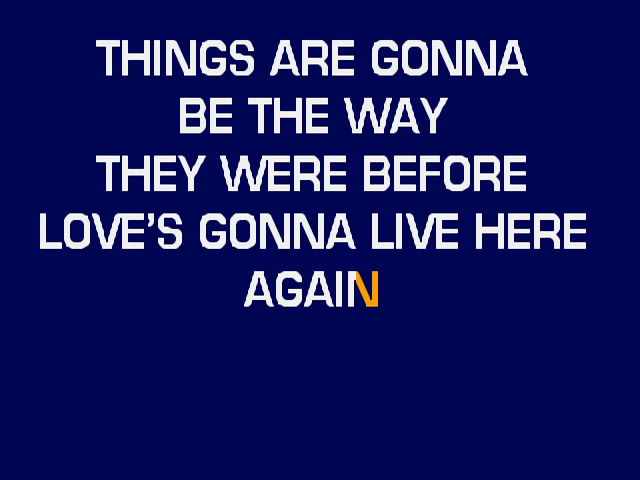 THINGS ARE GONNA
BE THE WAY
THEY WERE BEFORE
LOVE'S GONNA LIVE HERE
AGAIN